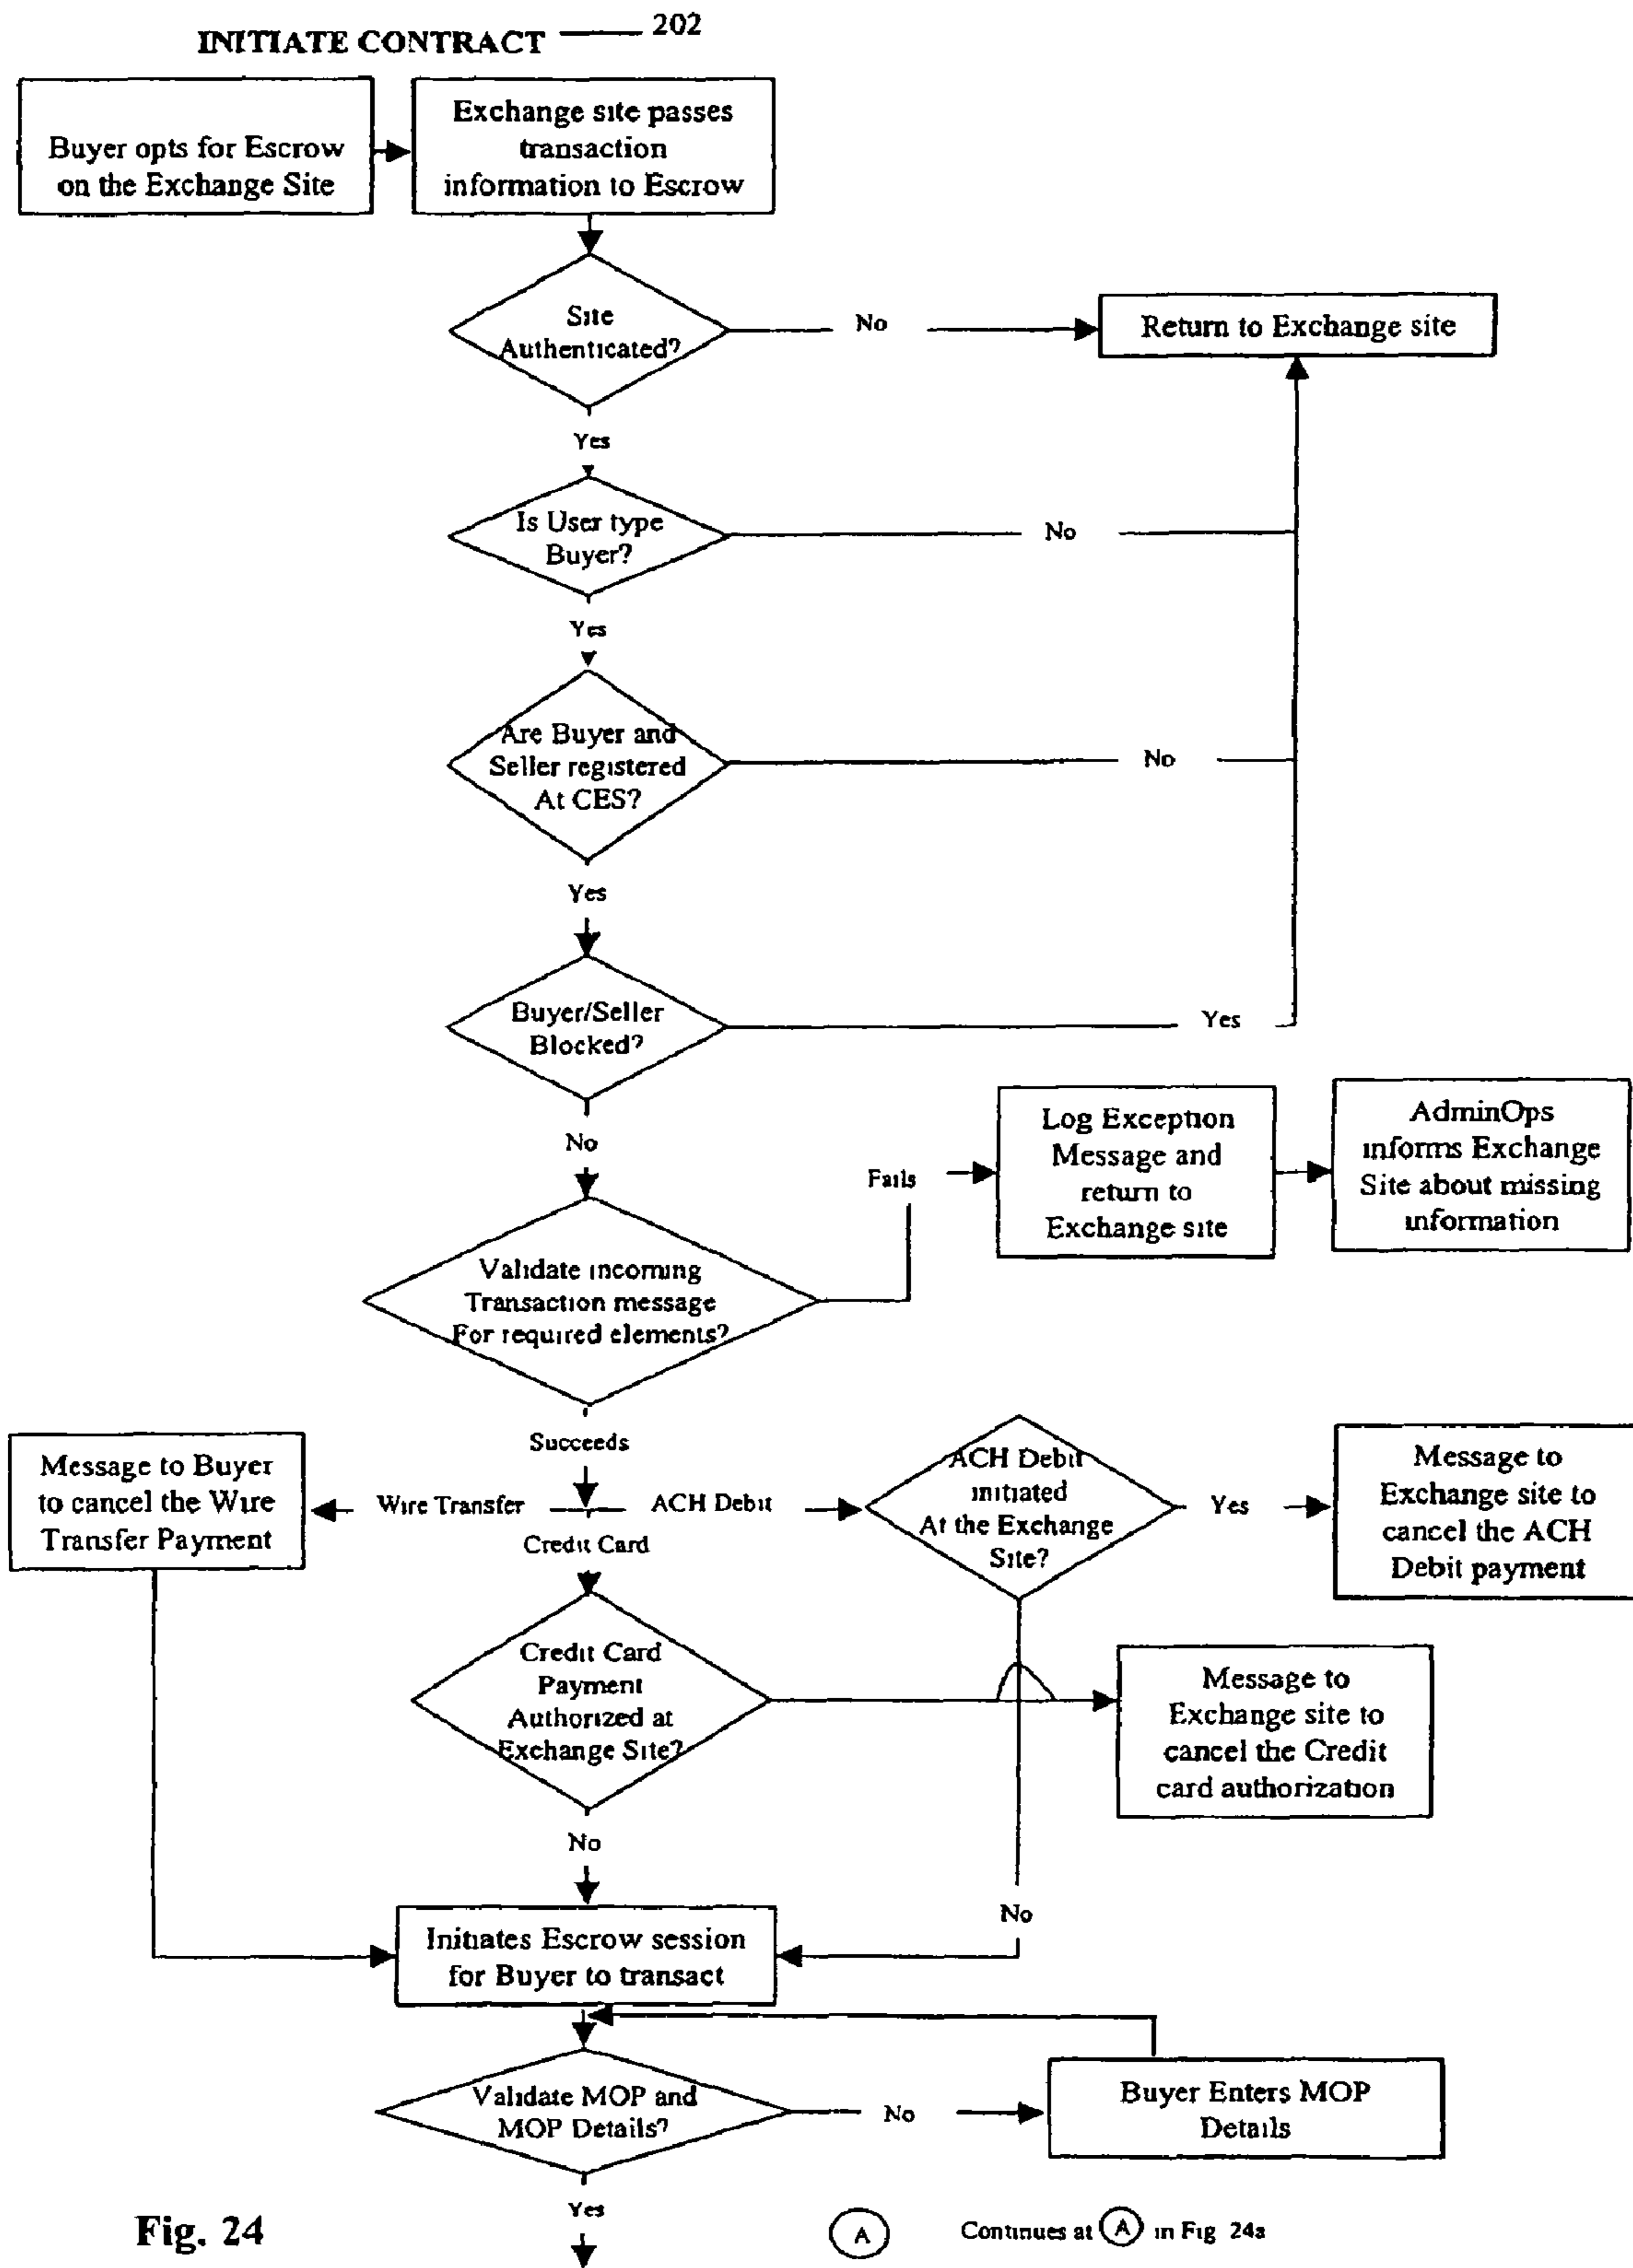 INITIATE CONTRACT 202
Buyer opts for Escrow
on the Exchange Site
Exchange site passes
transaction
information to Escrow
Site
Authenticated?
No
Return to Exchange site
Yes
Is User type
Buyer?
No
Yes
Are Buyer and
Seller registered
At CES?
No
Yes
Buyer/Seller
Blocked?
Yes
No
Validate incoming
Transaction message
For required elements?
Fails
Log Exception
Message and
return to
Exchange site
AdminOps
informs Exchange
Site about missing
information
Succeeds
Message to Buyer
to cancel the Wire
Transfer Payment
Wire Transfer
ACH Debit
Credit Card
ACH Debit
initiated
At the Exchange
Site?
Yes
Message to
Exchange site to
cancel the ACH
Debit payment
Credit Card
Payment
Authorized at
Exchange Site?
Message to
Exchange site to
cancel the Credit
card authorization
No
No
Initiates Escrow session
for Buyer to transact
Validate MOP and
MOP Details?
No
Buyer Enters MOP
Details
Yes
Fig. 24
A
Continues at A in Fig 24a